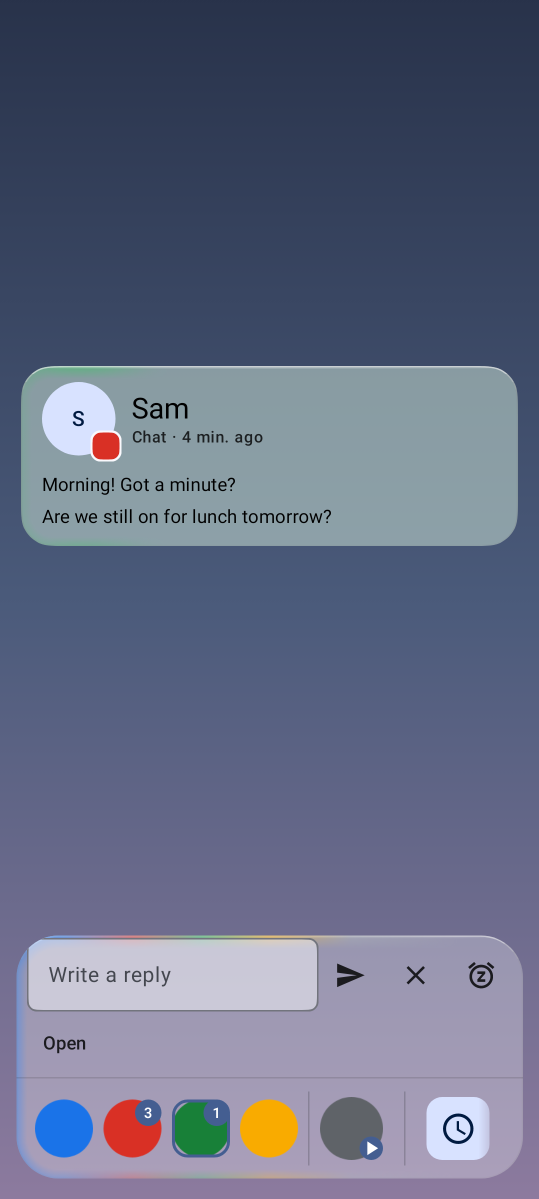 S
Sam
Chat · 4 min. ago
Morning! Got a minute?
Are we still on for lunch tomorrow?
Write a reply
Open
3
1